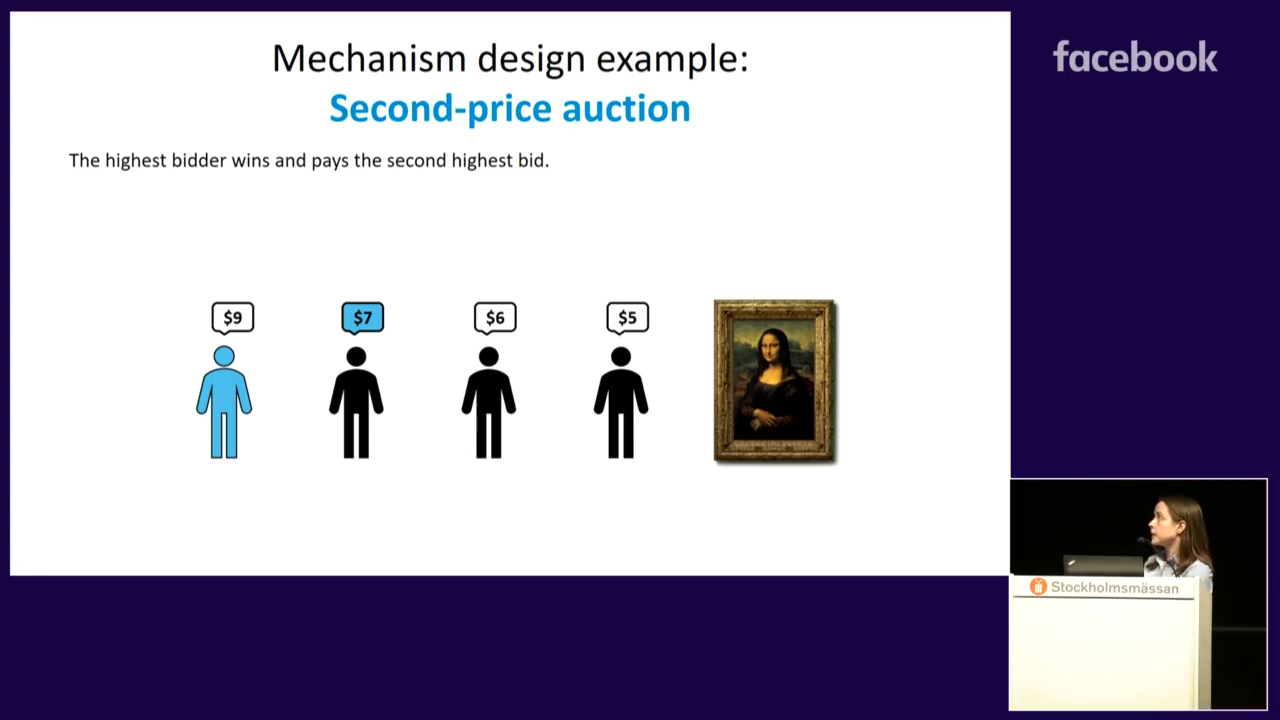 Mechanism design example:
Second-price auction
facebook
The highest bidder wins and pays the second highest bid.
$9
$7
$6
$5
Stockholmsmässan